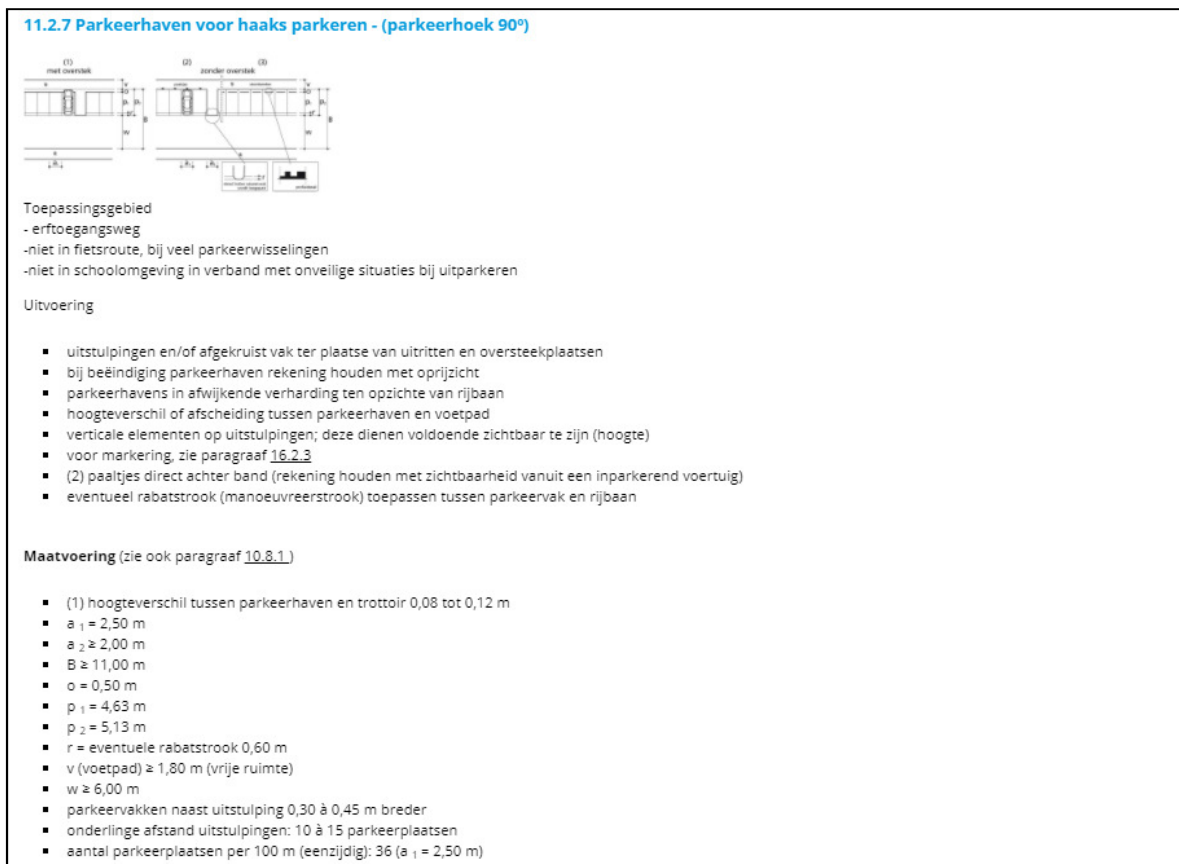 11.2.7 Parkeerhaven voor haaks parkeren - (parkeerhoek 90º)
(1) (2) (3)
met overstek zonder overstek
Toepassingsgebied
- erftoegangsweg
-niet in fietsroute, bij veel parkeerwisselingen
-niet in schoolomgeving in verband met onveilige situaties bij uitparkeren
Uitvoering
▪ uitstulpingen en/of afgekruist vak ter plaatse van uitritten en oversteekplaatsen
▪ bij beëindiging parkeerhaven rekening houden met oprijzicht
▪ parkeerhavens in afwijkende verharding ten opzichte van rijbaan
▪ hoogteverschil of afscheiding tussen parkeerhaven en voetpad
▪ verticale elementen op uitstulpingen; deze dienen voldoende zichtbaar te zijn (hoogte)
▪ voor markering, zie paragraaf 16.2.3
▪ (2) paaltjes direct achter band (rekening houden met zichtbaarheid vanuit een inparkerend voertuig)
▪ eventueel rabatstrook (manoeuvreerstrook) toepassen tussen parkeervak en rijbaan
Maatvoering (zie ook paragraaf 10.8.1 )
▪ (1) hoogteverschil tussen parkeerhaven en trottoir 0,08 tot 0,12 m
▪ a 1 = 2,50 m
▪ a 2 ≥ 2,00 m
▪ B ≥ 11,00 m
▪ o = 0,50 m
▪ p 1 = 4,63 m
▪ p 2 = 5,13 m
▪ r = eventuele rabatstrook 0,60 m
▪ v (voetpad) ≥ 1,80 m (vrije ruimte)
▪ w ≥ 6,00 m
▪ parkeervakken naast uitstulping 0,30 à 0,45 m breder
▪ onderlinge afstand uitstulpingen: 10 à 15 parkeerplaatsen
▪ aantal parkeerplaatsen per 100 m (eenzijdig): 36 (a 1 = 2,50 m)